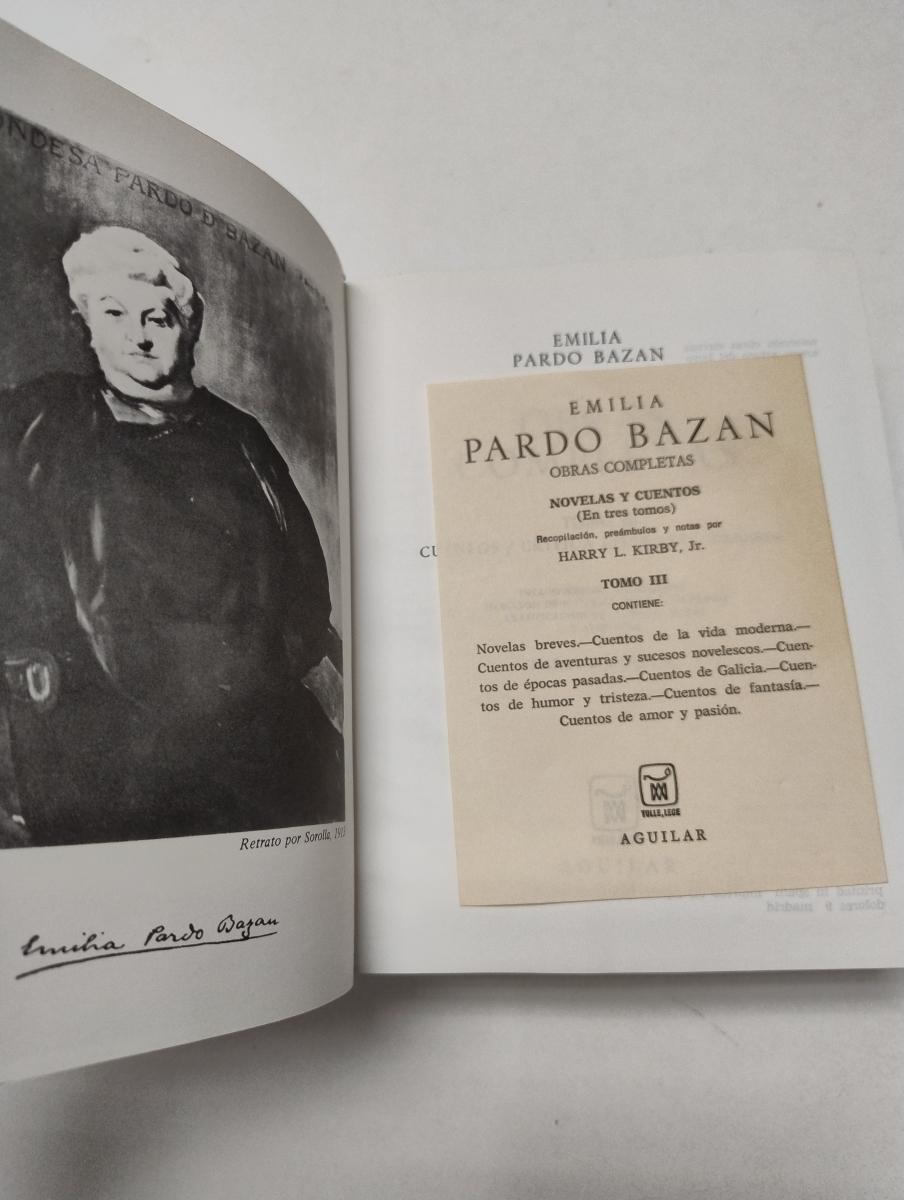 PARDO D BAZAN
Retrato por Sorolla, 1913
Emilia Pardo Bazan
EMILIA
PARDO BAZAN
EMILIA
PARDO BAZAN
OBRAS COMPLETAS
NOVELAS Y CUENTOS
(En tres tomos)
Recopilación, preámbulos y notas por
HARRY L. KIRBY, Jr.
TOMO III
CONTIENE:
Novelas breves.—Cuentos de la vida moderna.—
Cuentos de aventuras y sucesos novelescos.—Cuen-
tos de épocas pasadas.—Cuentos de Galicia.—Cuen-
tos de humor y tristeza.—Cuentos de fantasía.—
Cuentos de amor y pasión.
TOLLE, LEGE
AGUILAR
AGUILAR